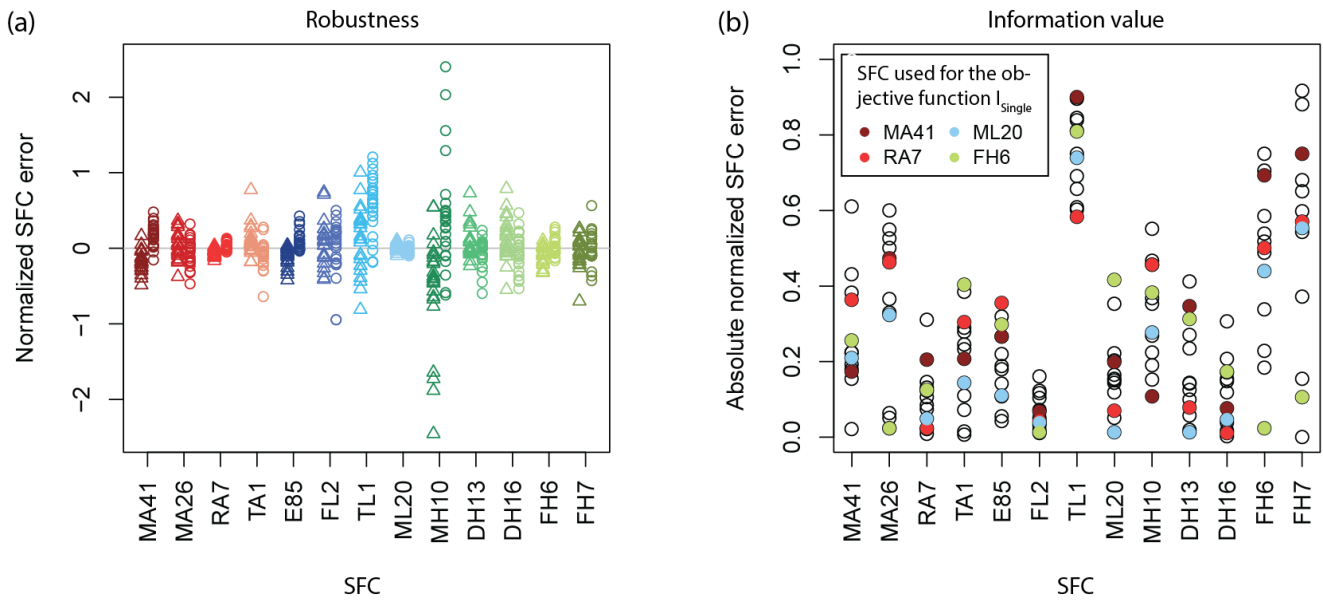 (a)
Robustness
Normalized SFC error
2
1
0
-1
-2
MA41
MA26
RA7
TA1
E85
FL2
TL1
ML20
MH10
DH13
DH16
FH6
FH7
SFC
(b)
Information value
Absolute normalized SFC error
1.0
0.8
0.6
0.4
0.2
0.0
SFC used for the ob-
jective function I Single
MA41 ML20
RA7 FH6
MA41
MA26
RA7
TA1
E85
FL2
TL1
ML20
MH10
DH13
DH16
FH6
FH7
SFC